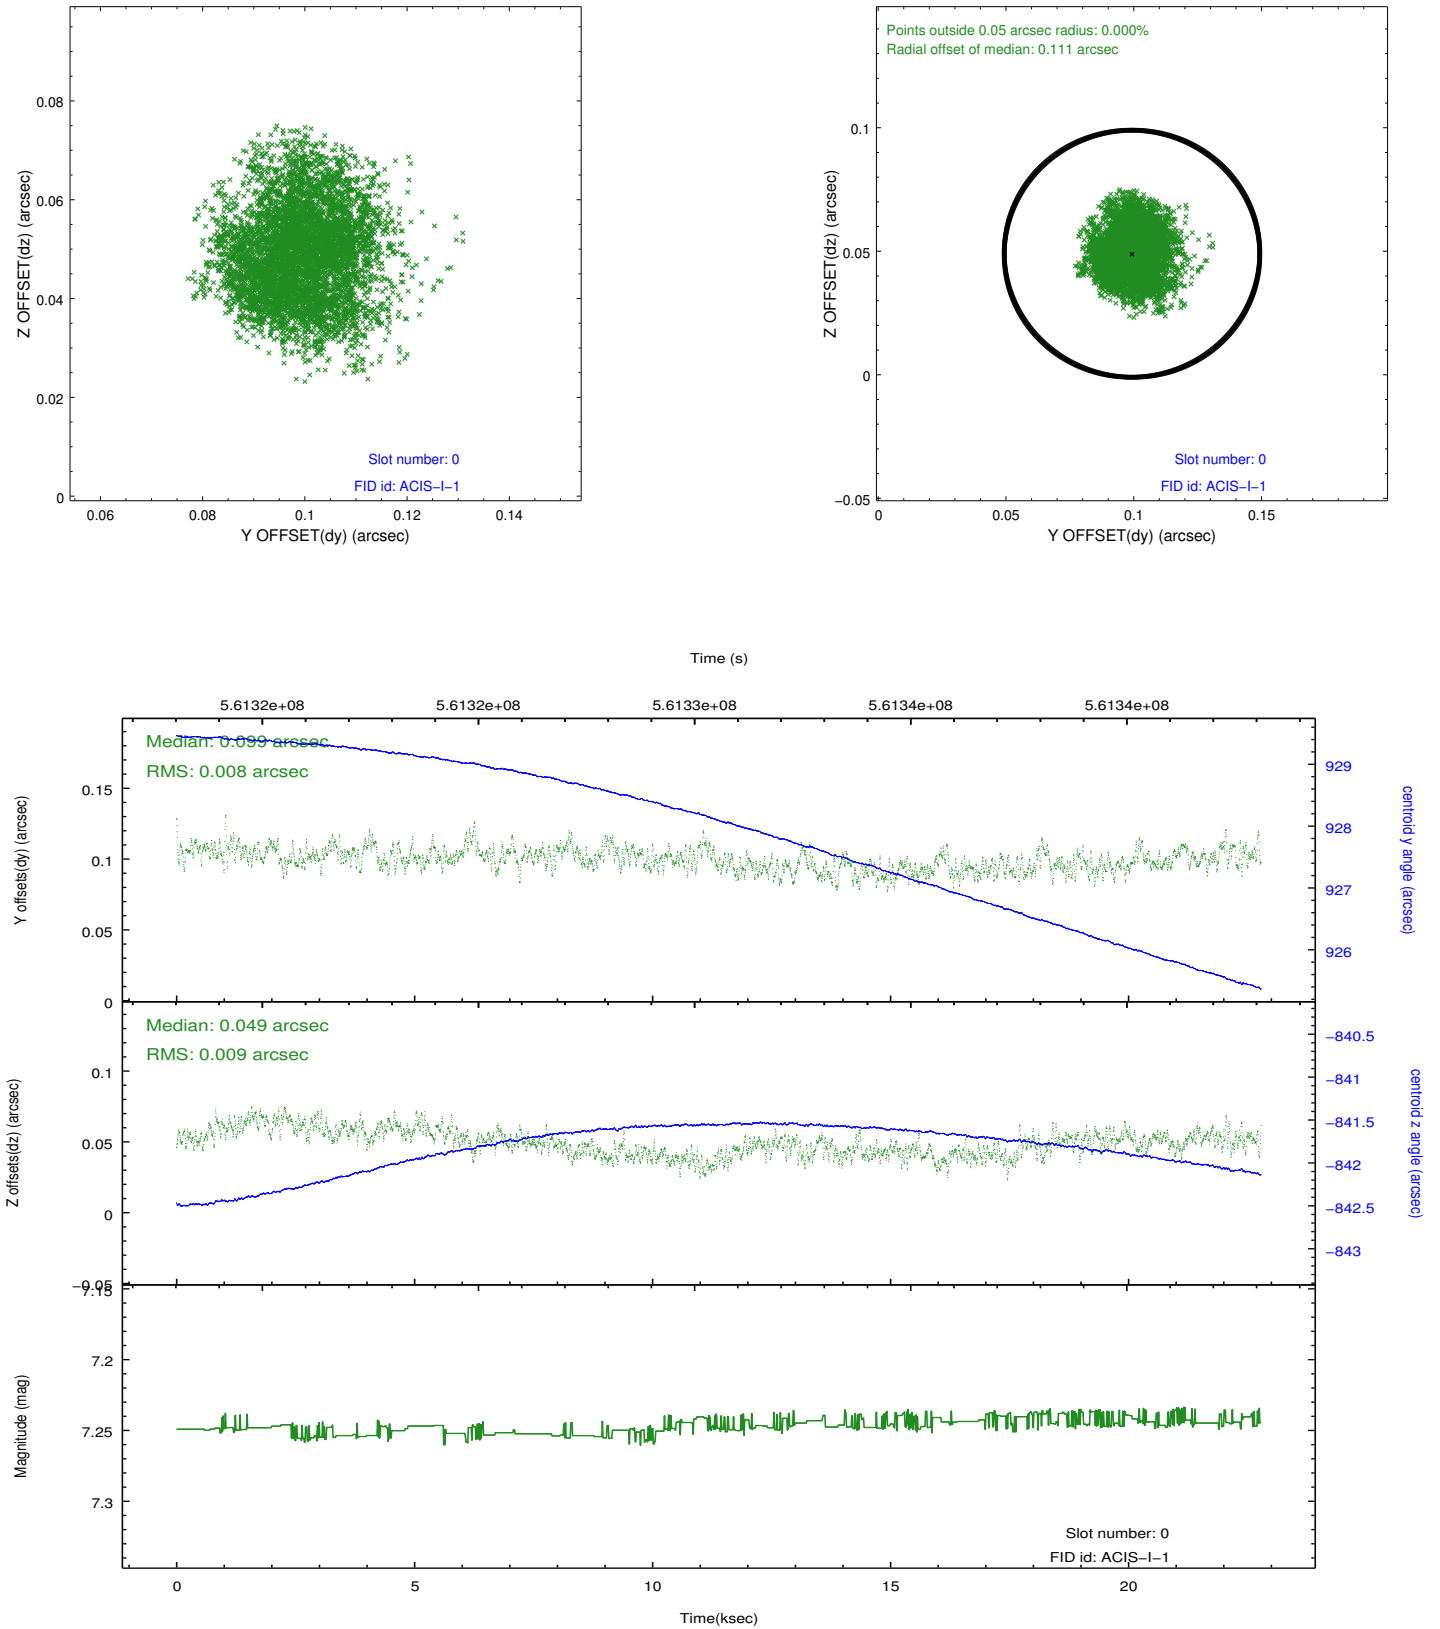 0.08
0.06
0.04
0.02
0
Z OFFSET(dz) (arcsec)
Slot number: 0
FID id: ACIS−I−1
0.06
0.08
0.1
0.12
0.14
Y OFFSET(dy) (arcsec)
Points outside 0.05 arcsec radius: 0.000%
Radial offset of median: 0.111 arcsec
0.1
0.05
0
−0.05
Z OFFSET(dz) (arcsec)
Slot number: 0
FID id: ACIS−I−1
0
0.05
0.1
0.15
Y OFFSET(dy) (arcsec)
Time (s)
5.6132e+08
5.6132e+08
5.6133e+08
5.6134e+08
5.6134e+08
Median: 0.099 arcsec
RMS: 0.008 arcsec
0.15
0.1
0.05
0
Y offsets(dy) (arcsec)
929
928
927
926
centroid y angle (arcsec)
Median: 0.049 arcsec
RMS: 0.009 arcsec
0.1
0.05
0
−0.05
Z offsets(dz) (arcsec)
−840.5
−841
−841.5
−842
−842.5
−843
centroid z angle (arcsec)
7.15
7.2
7.25
7.3
Magnitude (mag)
Slot number: 0
FID id: ACIS−I−1
0
5
10
15
20
Time(ksec)